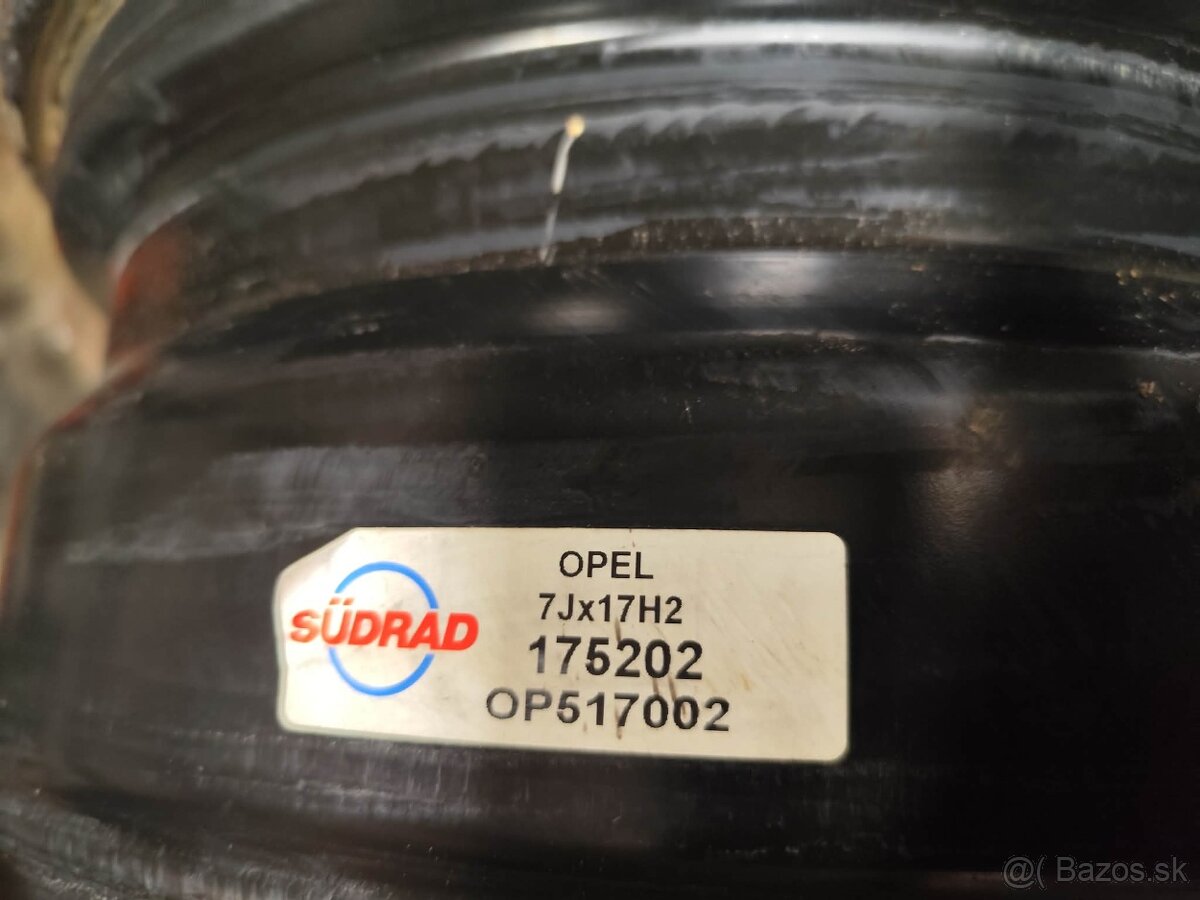 OPEL
7Jx17H2
SÜDRAD
175202
OP517002
@( Bazos.sk